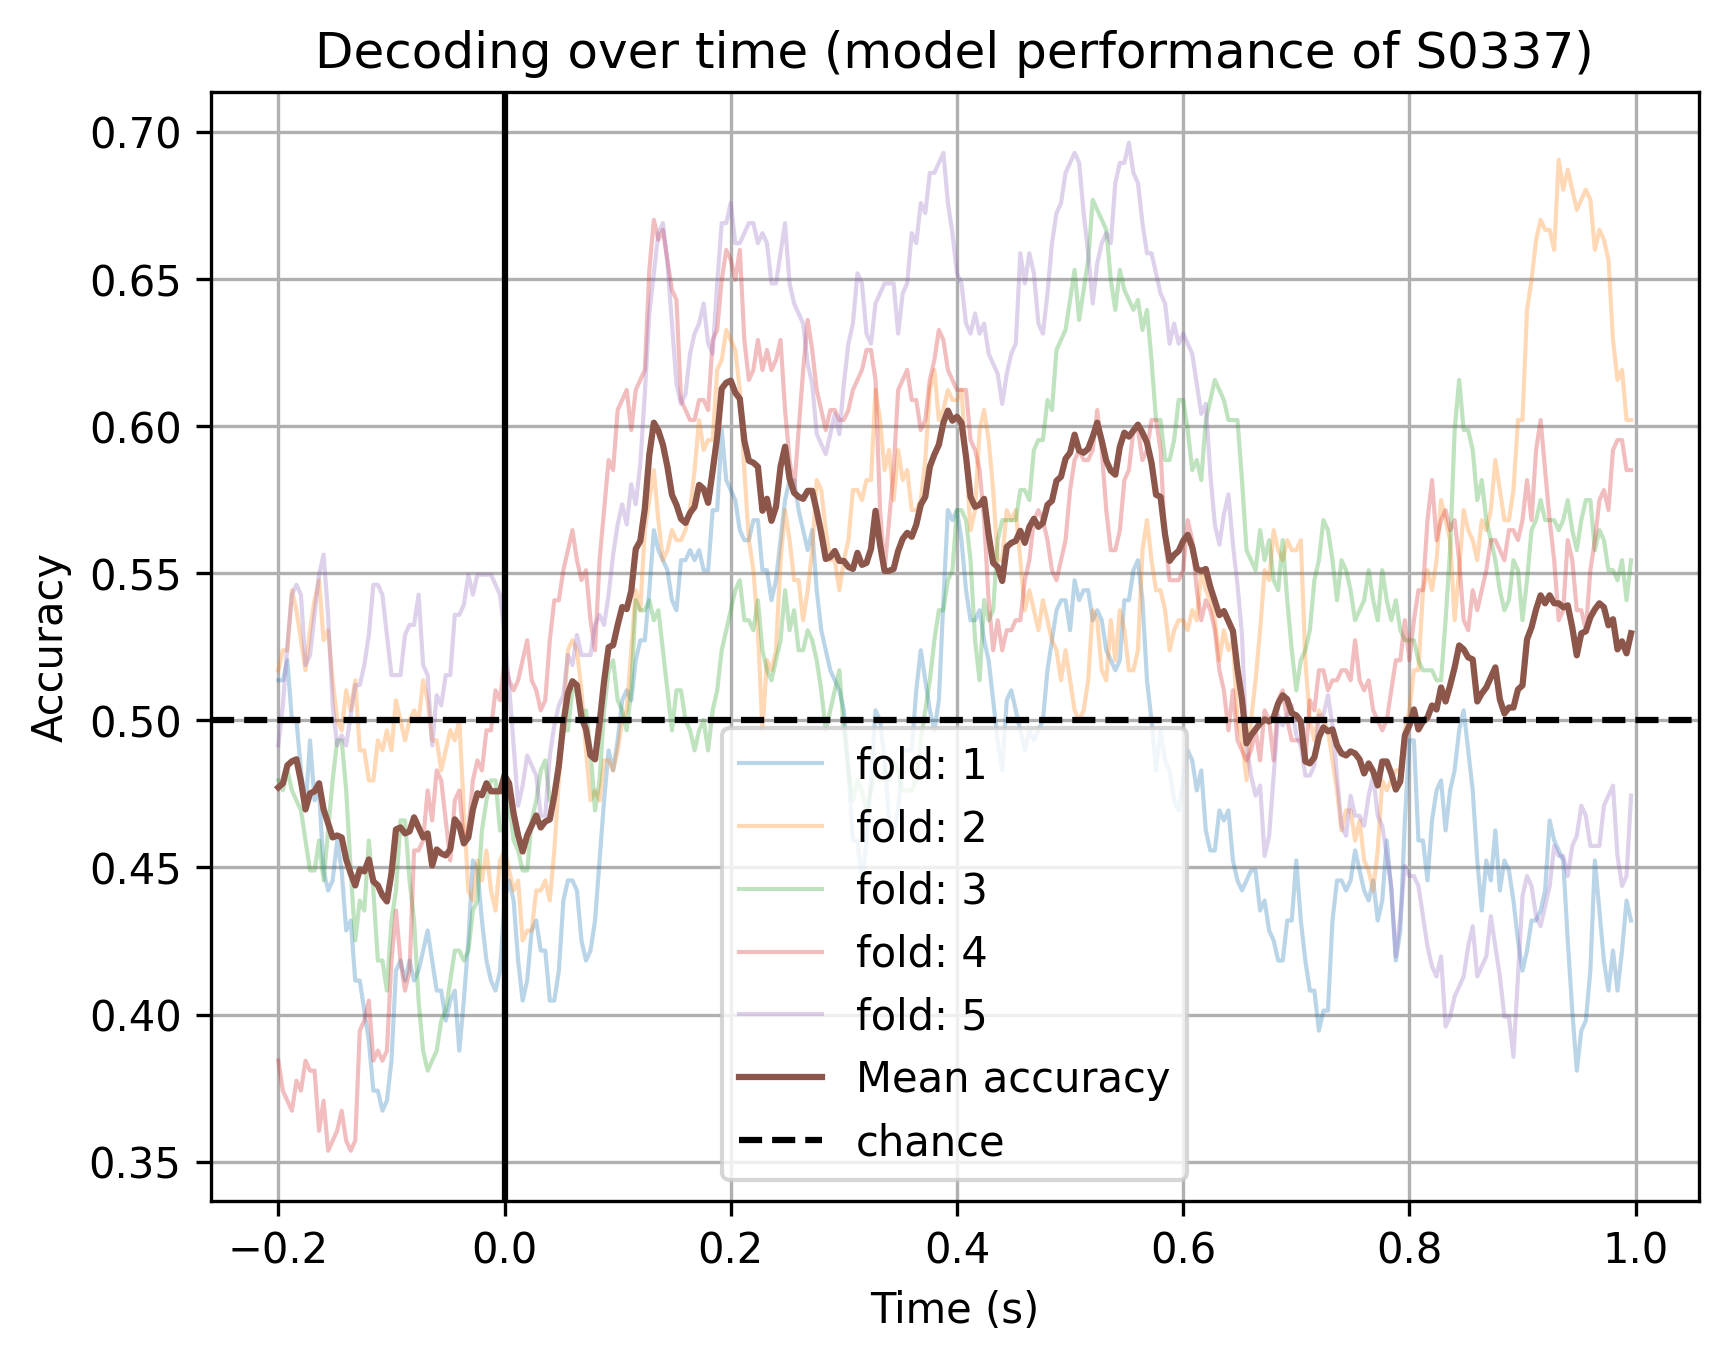 Decoding over time (model performance of S0337)
Accuracy
0.70
0.65
0.60
0.55
0.50
0.45
0.40
0.35
fold: 1
fold: 2
fold: 3
fold: 4
fold: 5
Mean accuracy
chance
−0.2 0.0 0.2 0.4 0.6 0.8 1.0
Time (s)